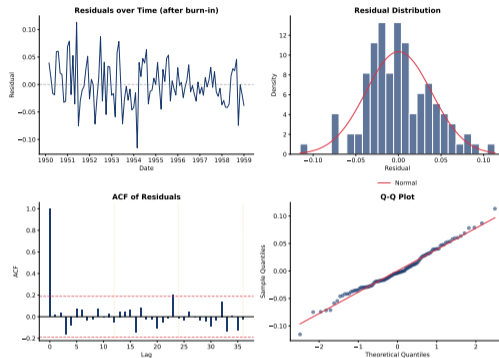 Residuals over Time (after burn-in)
Residual
0.10
0.05
0.00
−0.05
−0.10
1950 1951 1952 1953 1954 1955 1956 1957 1958 1959
Date
Residual Distribution
Density
12
10
8
6
4
2
0
−0.10 −0.05 0.00 0.05 0.10
Residual
Normal
ACF of Residuals
ACF
1.0
0.8
0.6
0.4
0.2
0.0
−0.2
0 5 10 15 20 25 30 35
Lag
Q-Q Plot
Sample Quantiles
0.10
0.05
0.00
−0.05
−0.10
−2 −1 0 1 2
Theoretical Quantiles